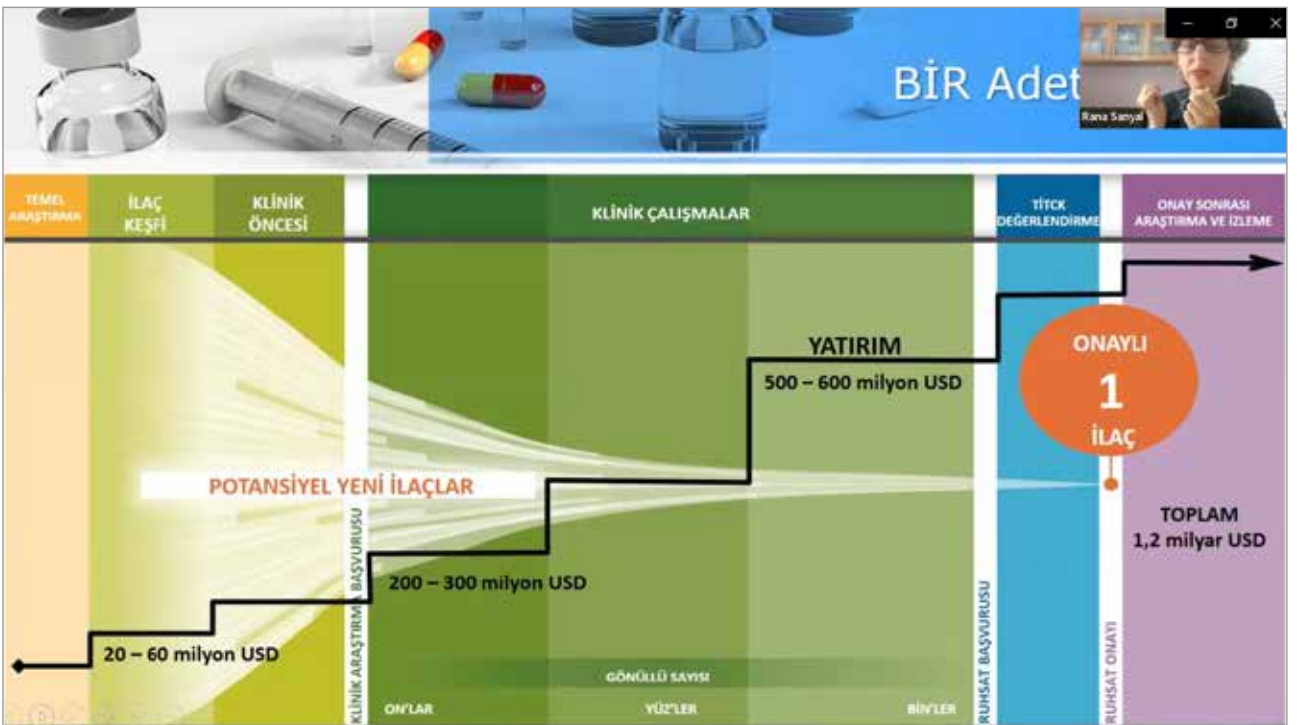 BİR Adet
Rana Sanyal
TEMEL
ARAŞTIRMA
İLAÇ
KEŞFİ
KLİNİK
ÖNCESİ
KLİNİK ÇALIŞMALAR
TİTCK
DEĞERLENDİRME
ONAY SONRASI
ARAŞTIRMA VE İZLEME
YATIRIM
500 – 600 milyon USD
ONAYLI
1
İLAÇ
POTANSİYEL YENİ İLAÇLAR
TOPLAM
1,2 milyar USD
200 – 300 milyon USD
20 – 60 milyon USD
KLİNİK ARAŞTIRMA BAŞVURUSU
RUHSAT BAŞVURUSU
RUHSAT ONAYI
GÖNÜLLÜ SAYISI
ON'LAR
YÜZ'LER
BİN'LER